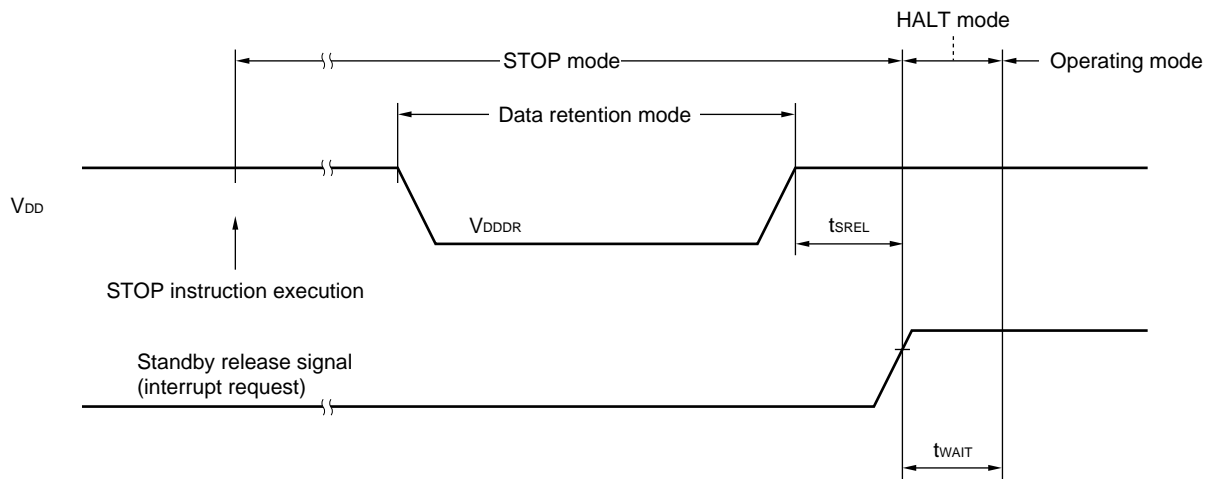 HALT mode
STOP mode
Operating mode
Data retention mode
VDD
VDDDR
tSREL
STOP instruction execution
Standby release signal
(interrupt request)
tWAIT